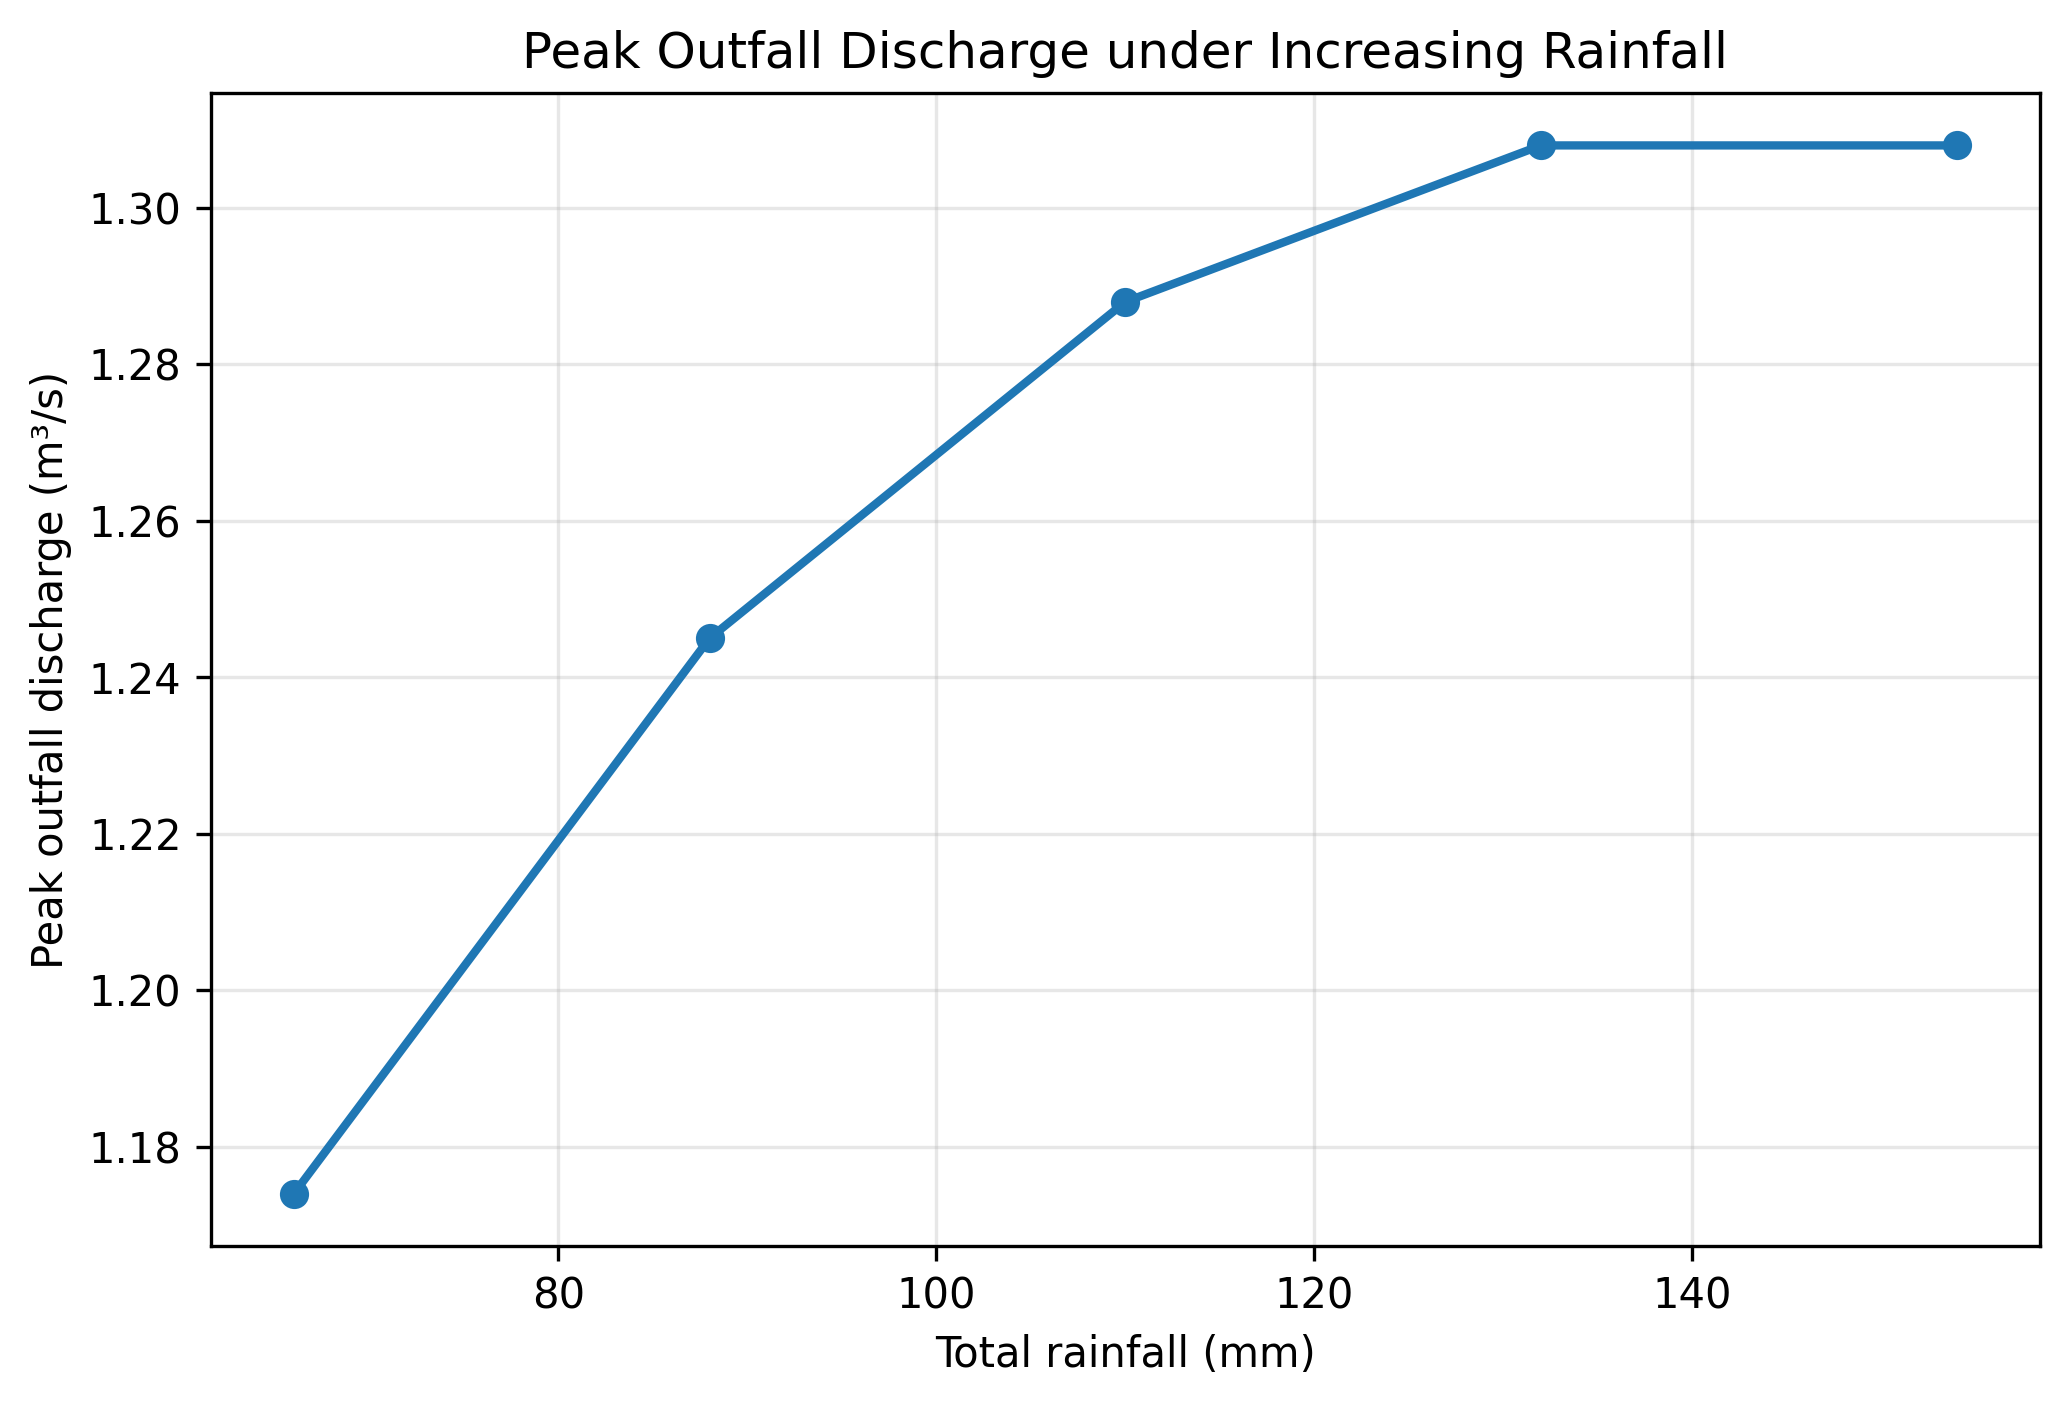 Peak Outfall Discharge under Increasing Rainfall
Peak outfall discharge (m³/s)
1.30
1.28
1.26
1.24
1.22
1.20
1.18
80 100 120 140
Total rainfall (mm)